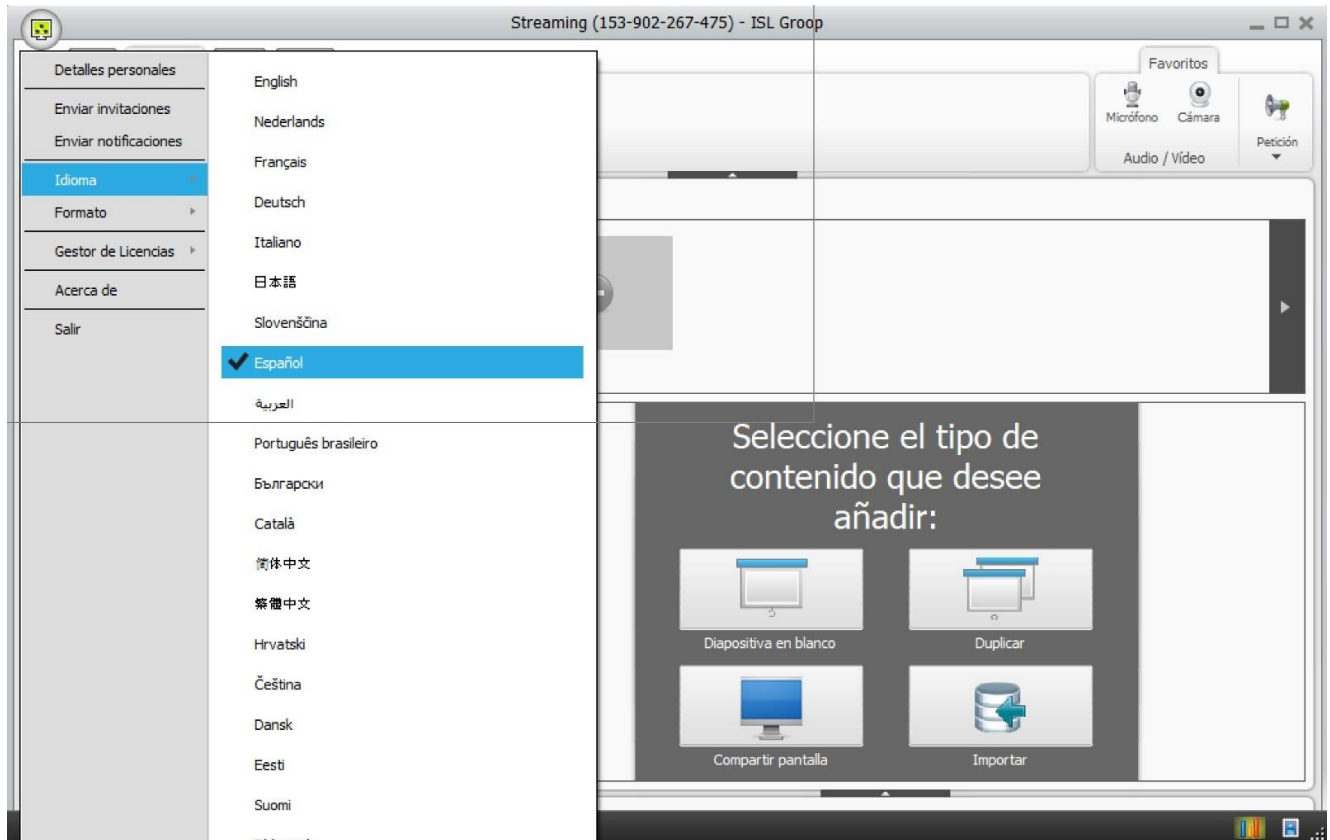 Streaming (153-902-267-475) - ISL Groop
Detalles personales
Enviar invitaciones
Enviar notificaciones
Idioma
Formato
Gestor de Licencias
Acerca de
Salir
English
Nederlands
Français
Deutsch
Italiano
日本語
Slovenščina
Español
العربية
Português brasileiro
Български
Català
简体中文
繁體中文
Hrvatski
Čeština
Dansk
Eesti
Suomi
Favoritos
Micrófono Cámara
Petición
Audio / Vídeo
Seleccione el tipo de
contenido que desee
añadir:
Diapositiva en blanco Duplicar
Compartir pantalla Importar